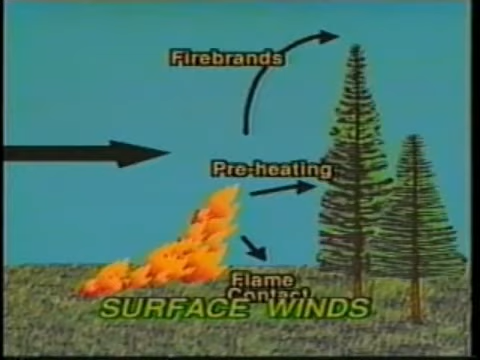 Firebrands
Pre-heating
Flame
Contact
SURFACE WINDS